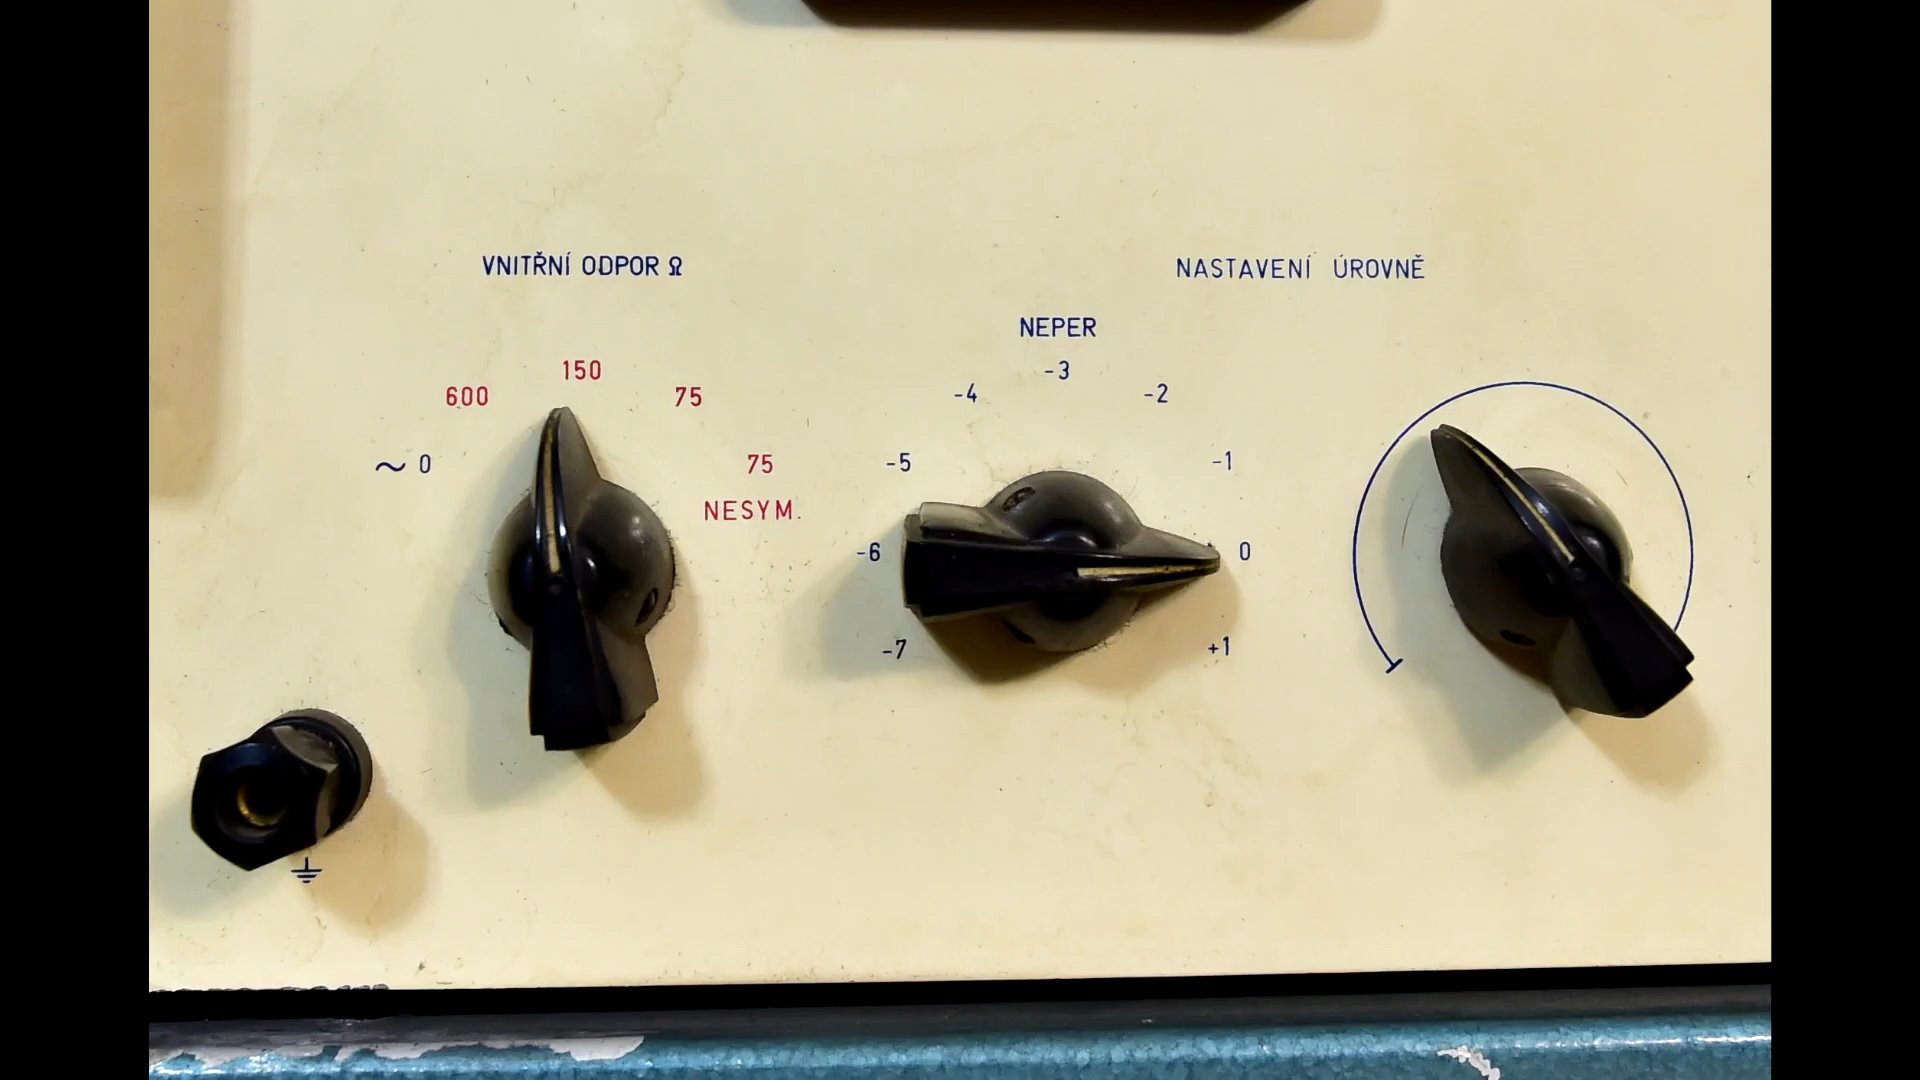 VNITŘNÍ ODPOR Ω
NASTAVENÍ ÚROVNĚ
NEPER
600 150 75
~ 0 75
NESYM.
-7 -6 -5 -4 -3 -2 -1 0 +1